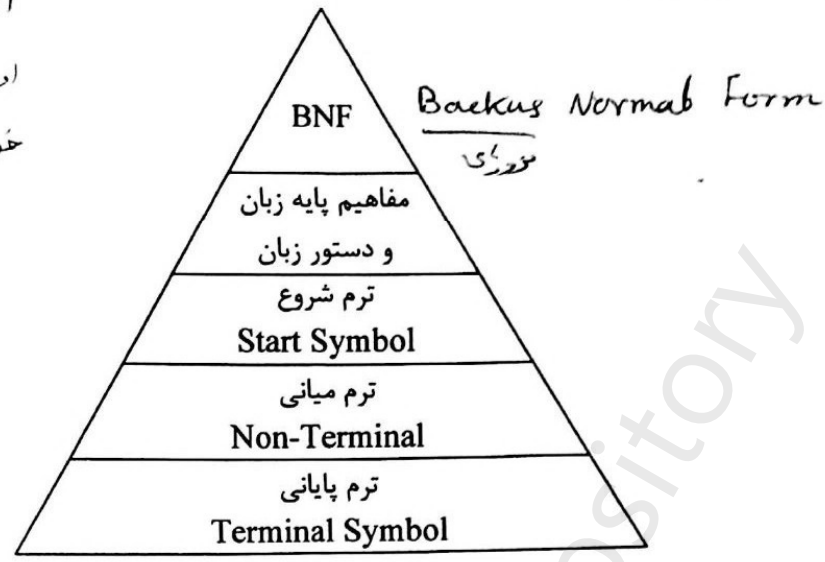 BNF
Backus Normal Form
مفاهیم پایه زبان
و دستور زبان
ترم شروع
Start Symbol
ترم میانی
Non-Terminal
ترم پایانی
Terminal Symbol